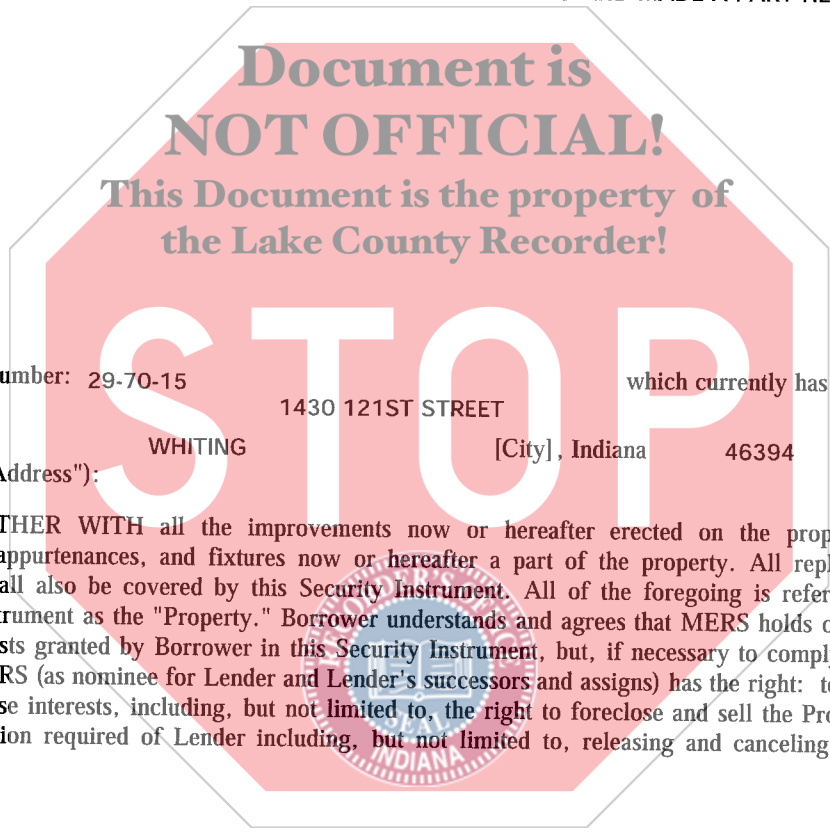 Document is
NOT OFFICIAL!
This Document is the property of
the Lake County Recorder!
STOP
umber: 29-70-15 which currently has
1430 121ST STREET
WHITING [City], Indiana 46394
Address"):
THER WITH all the improvements now or hereafter erected on the prop
appurtenances, and fixtures now or hereafter a part of the property. All repl
all also be covered by this Security Instrument. All of the foregoing is refer
trument as the "Property." Borrower understands and agrees that MERS holds o
sts granted by Borrower in this Security Instrument, but, if necessary to comply
RS (as nominee for Lender and Lender's successors and assigns) has the right: to
se interests, including, but not limited to, the right to foreclose and sell the Pro
ion required of Lender including, but not limited to, releasing and canceling
RECORDER'S OFFICE
SEAL
INDIANA